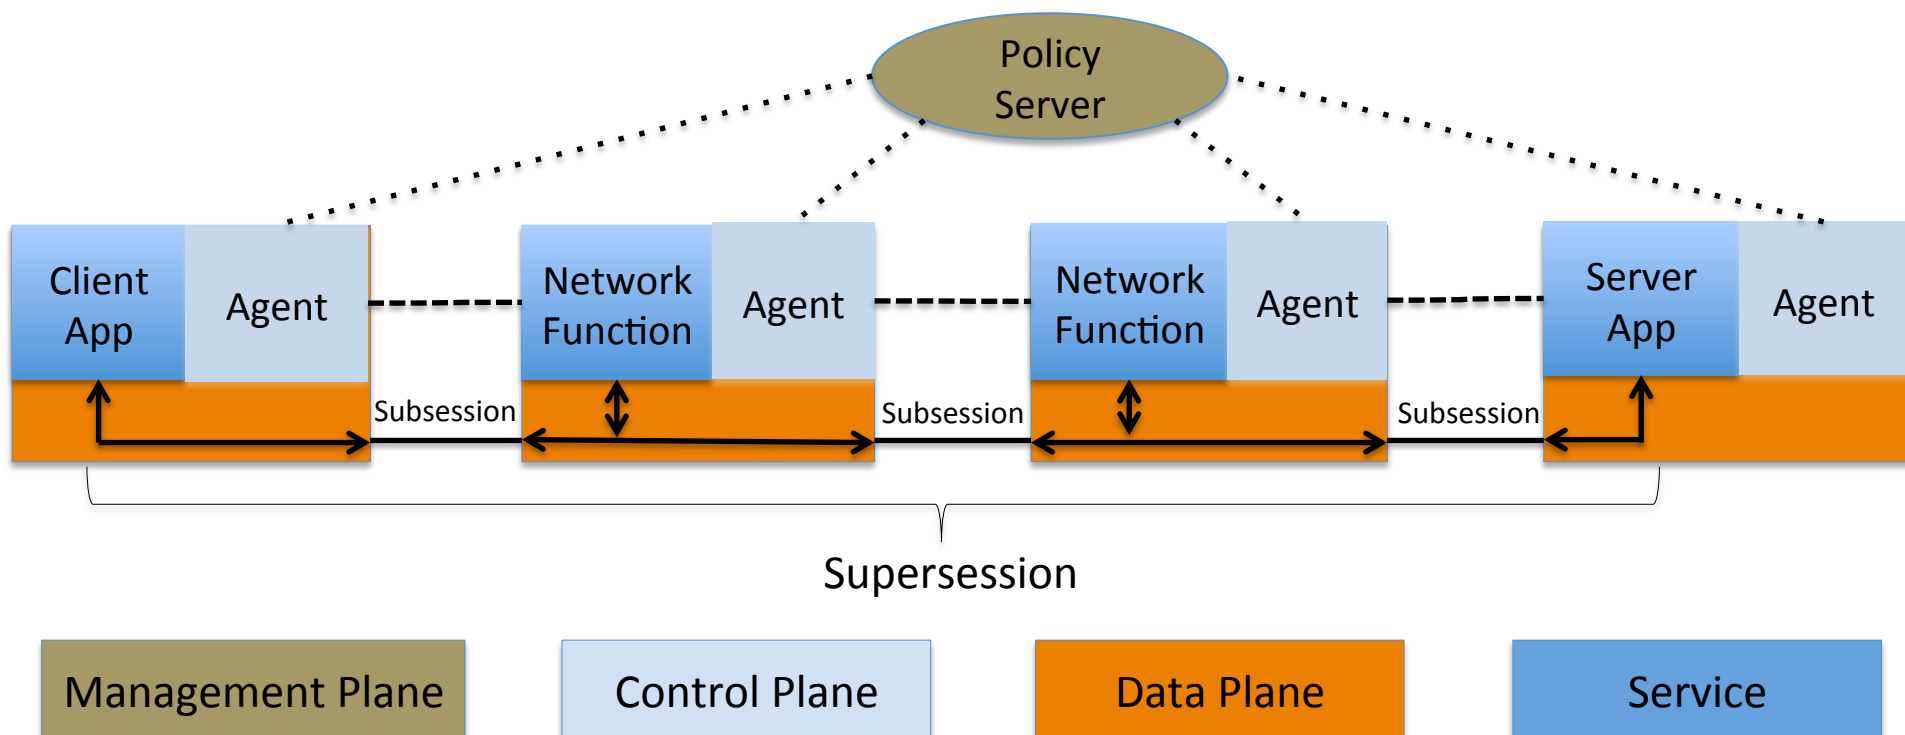 Policy
Server
Client
App
Agent
Network
Function
Agent
Network
Function
Agent
Server
App
Agent
Subsession
Subsession
Subsession
Supersession
Management Plane
Control Plane
Data Plane
Service